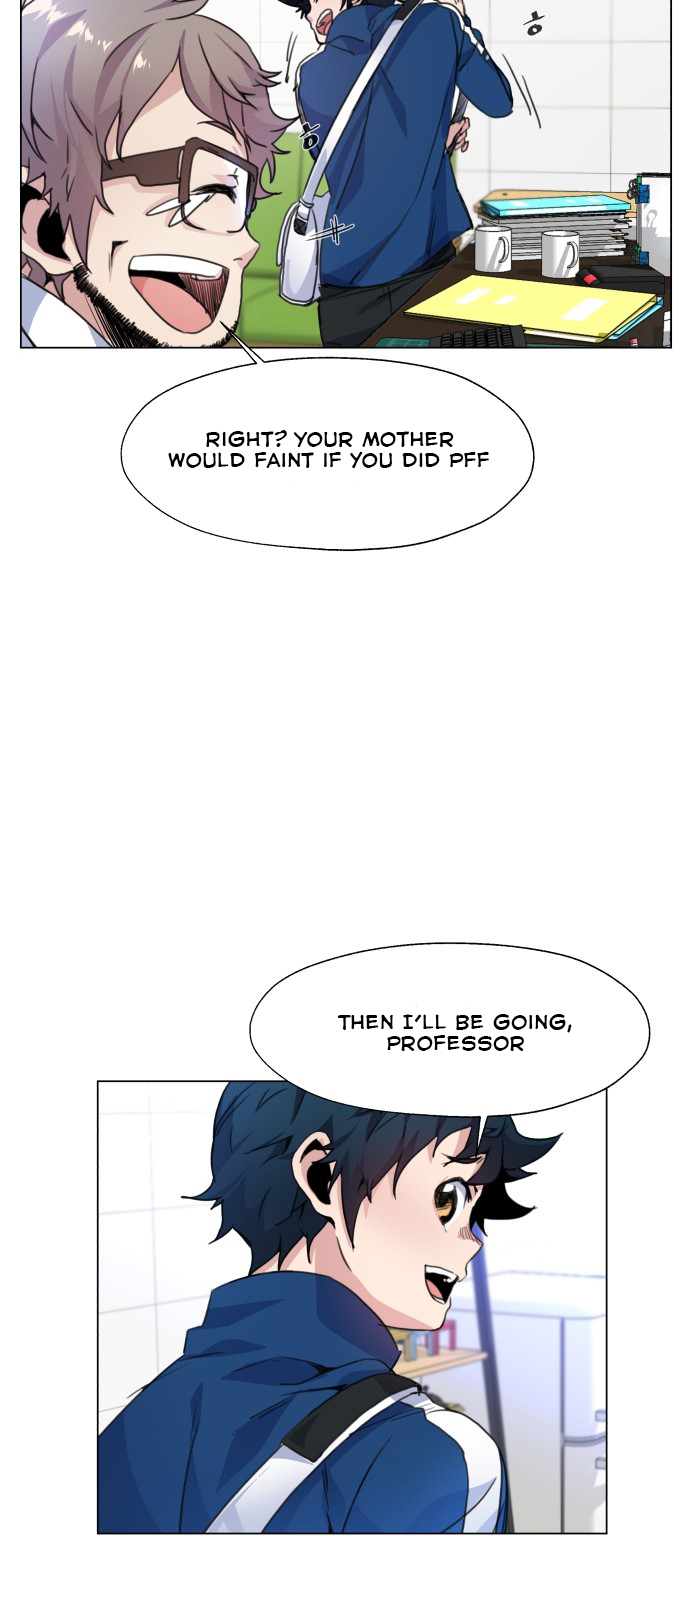 ㅎ
ㅎ
RIGHT? YOUR MOTHER
WOULD FAINT IF YOU DID PFF
THEN I'LL BE GOING,
PROFESSOR